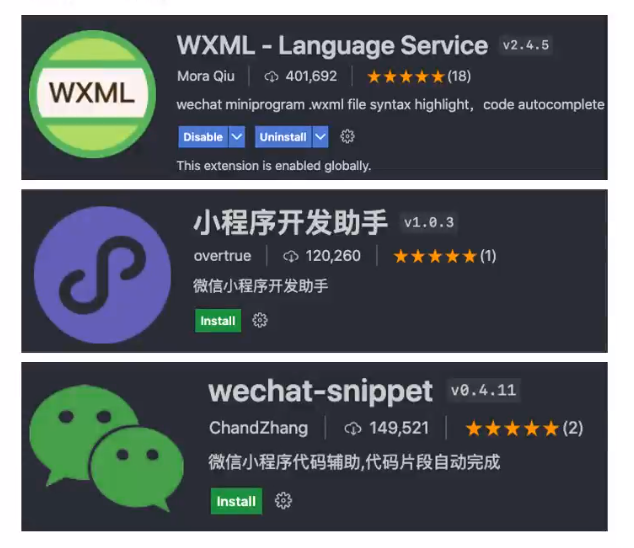 WXML
WXML - Language Service v2.4.5
Mora Qiu 401,692 ★★★★★(18)
wechat miniprogram .wxml file syntax highlight，code autocomplete
Disable Uninstall
This extension is enabled globally.
小程序开发助手 v1.0.3
overtrue 120,260 ★★★★★(1)
微信小程序开发助手
Install
wechat-snippet v0.4.11
ChandZhang 149,521 ★★★★★(2)
微信小程序代码辅助,代码片段自动完成
Install